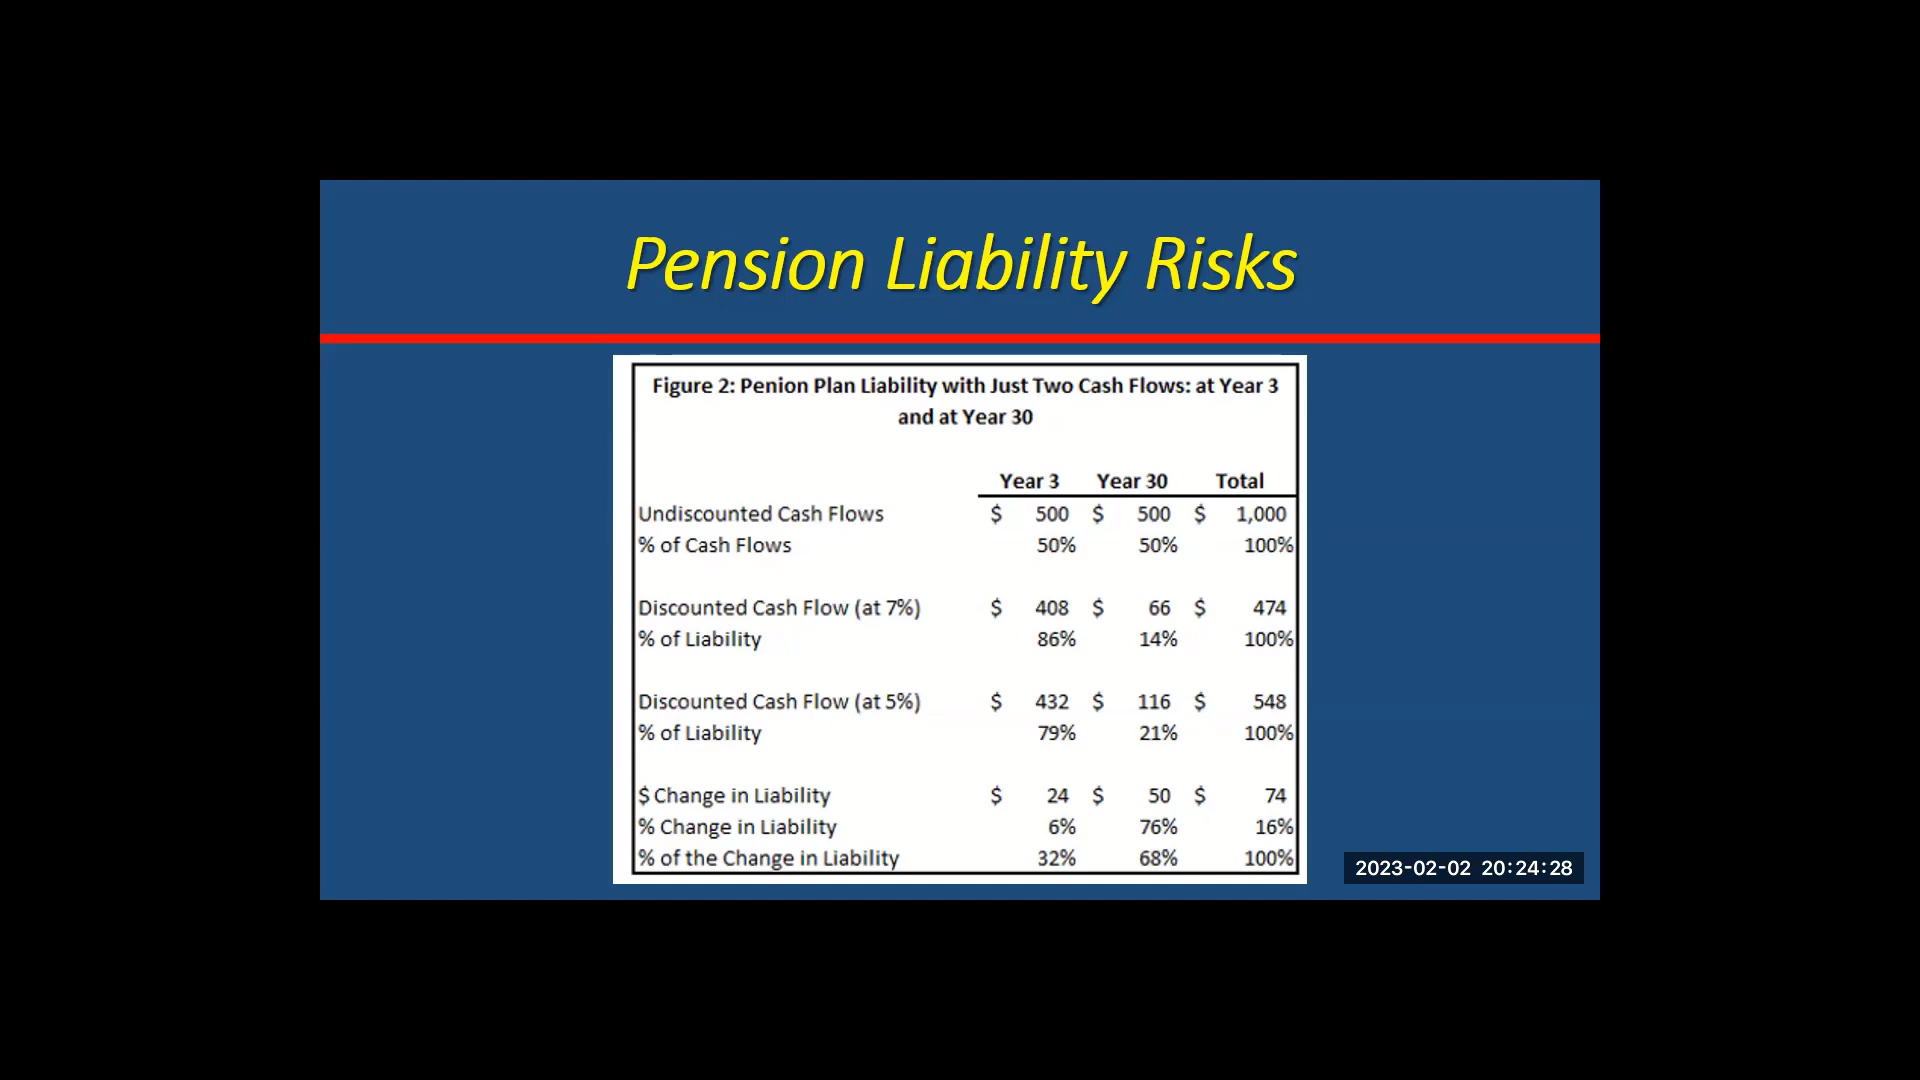 Pension Liability Risks
Figure 2: Penion Plan Liability with Just Two Cash Flows: at Year 3
and at Year 30
Year 3 Year 30 Total
Undiscounted Cash Flows $ 500 $ 500 $ 1,000
% of Cash Flows 50% 50% 100%
Discounted Cash Flow (at 7%) $ 408 $ 66 $ 474
% of Liability 86% 14% 100%
Discounted Cash Flow (at 5%) $ 432 $ 116 $ 548
% of Liability 79% 21% 100%
$ Change in Liability $ 24 $ 50 $ 74
% Change in Liability 6% 76% 16%
% of the Change in Liability 32% 68% 100%
2023-02-02 20:24:28